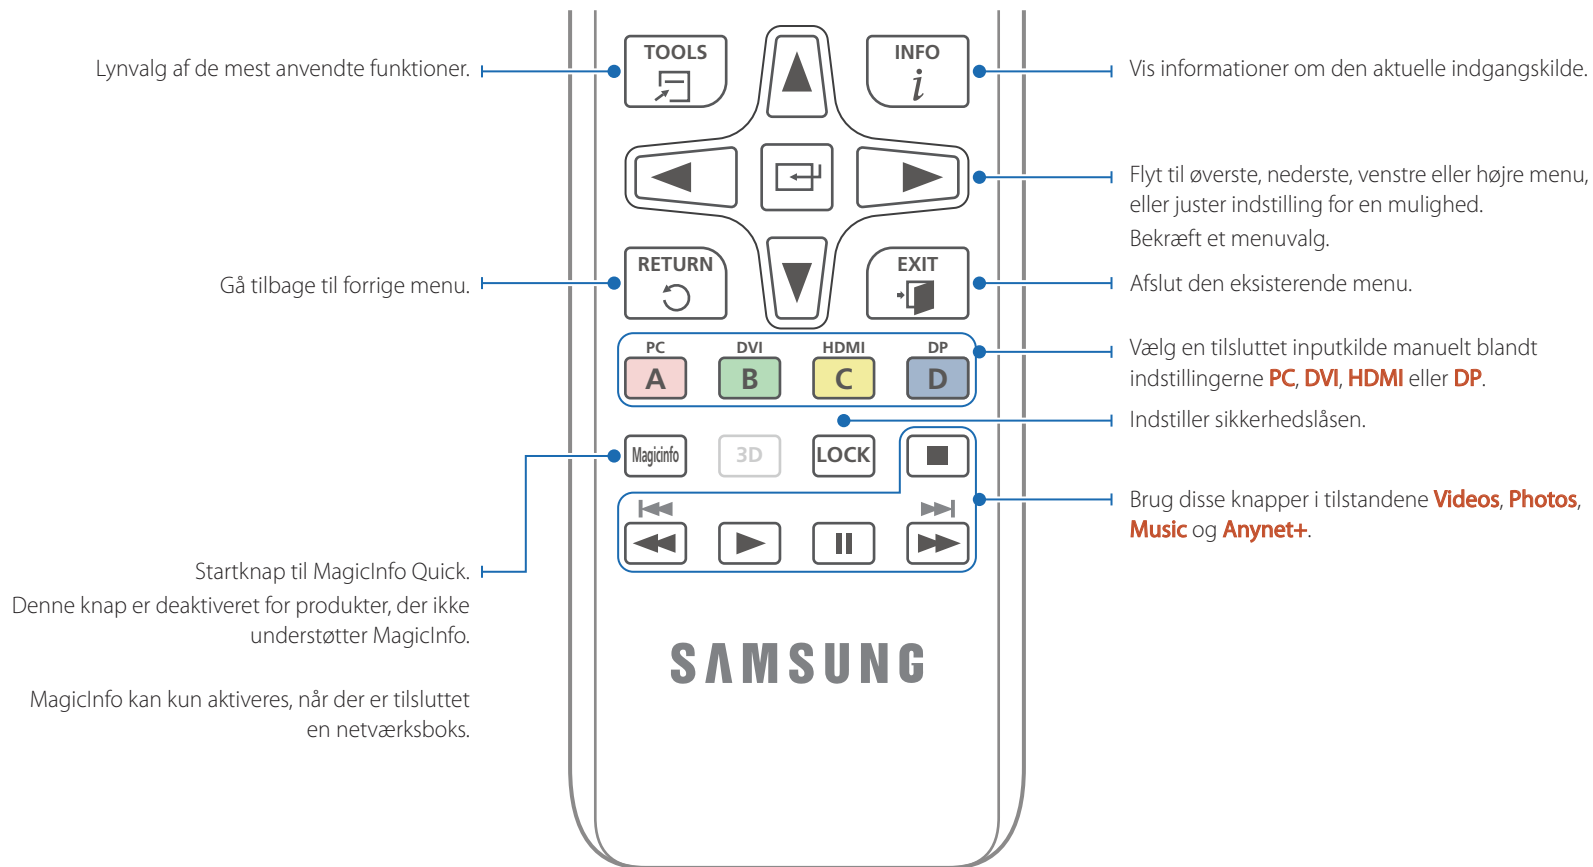 TOOLS
INFO
i
Lynvalg af de mest anvendte funktioner.
Vis informationer om den aktuelle indgangskilde.
Flyt til øverste, nederste, venstre eller højre menu,
eller juster indstilling for en mulighed.
Bekræft et menuvalg.
RETURN
EXIT
Gå tilbage til forrige menu.
Afslut den eksisterende menu.
PC DVI HDMI DP
A B C D
Vælg en tilsluttet inputkilde manuelt blandt
indstillingerne PC, DVI, HDMI eller DP.
Indstiller sikkerhedslåsen.
Magicinfo 3D LOCK
Brug disse knapper i tilstandene Videos, Photos,
Music og Anynet+.
Startknap til MagicInfo Quick.
Denne knap er deaktiveret for produkter, der ikke
understøtter MagicInfo.
MagicInfo kan kun aktiveres, når der er tilsluttet
en netværksboks.
SAMSUNG